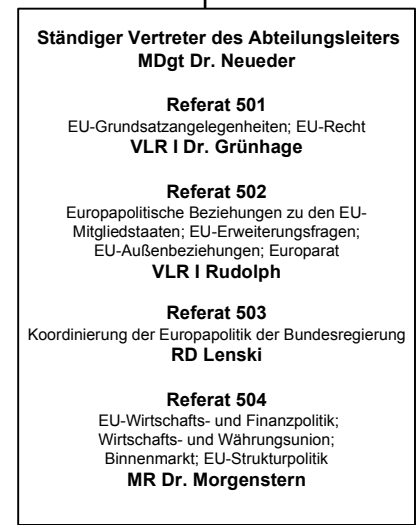 Ständiger Vertreter des Abteilungsleiters
MDgt Dr. Neueder
Referat 501
EU-Grundsatzangelegenheiten; EU-Recht
VLR I Dr. Grünhage
Referat 502
Europapolitische Beziehungen zu den EU-
Mitgliedstaaten; EU-Erweiterungsfragen;
EU-Außenbeziehungen; Europarat
VLR I Rudolph
Referat 503
Koordinierung der Europapolitik der Bundesregierung
RD Lenski
Referat 504
EU-Wirtschafts- und Finanzpolitik;
Wirtschafts- und Währungsunion;
Binnenmarkt; EU-Strukturpolitik
MR Dr. Morgenstern